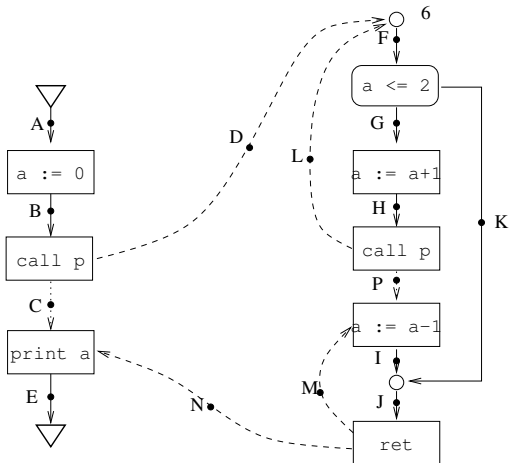 6
F
a <= 2
A
G
D
L
a := 0
a := a+1
B
H
K
call p
call p
C
P
print a
a := a-1
I
E
M
J
N
ret